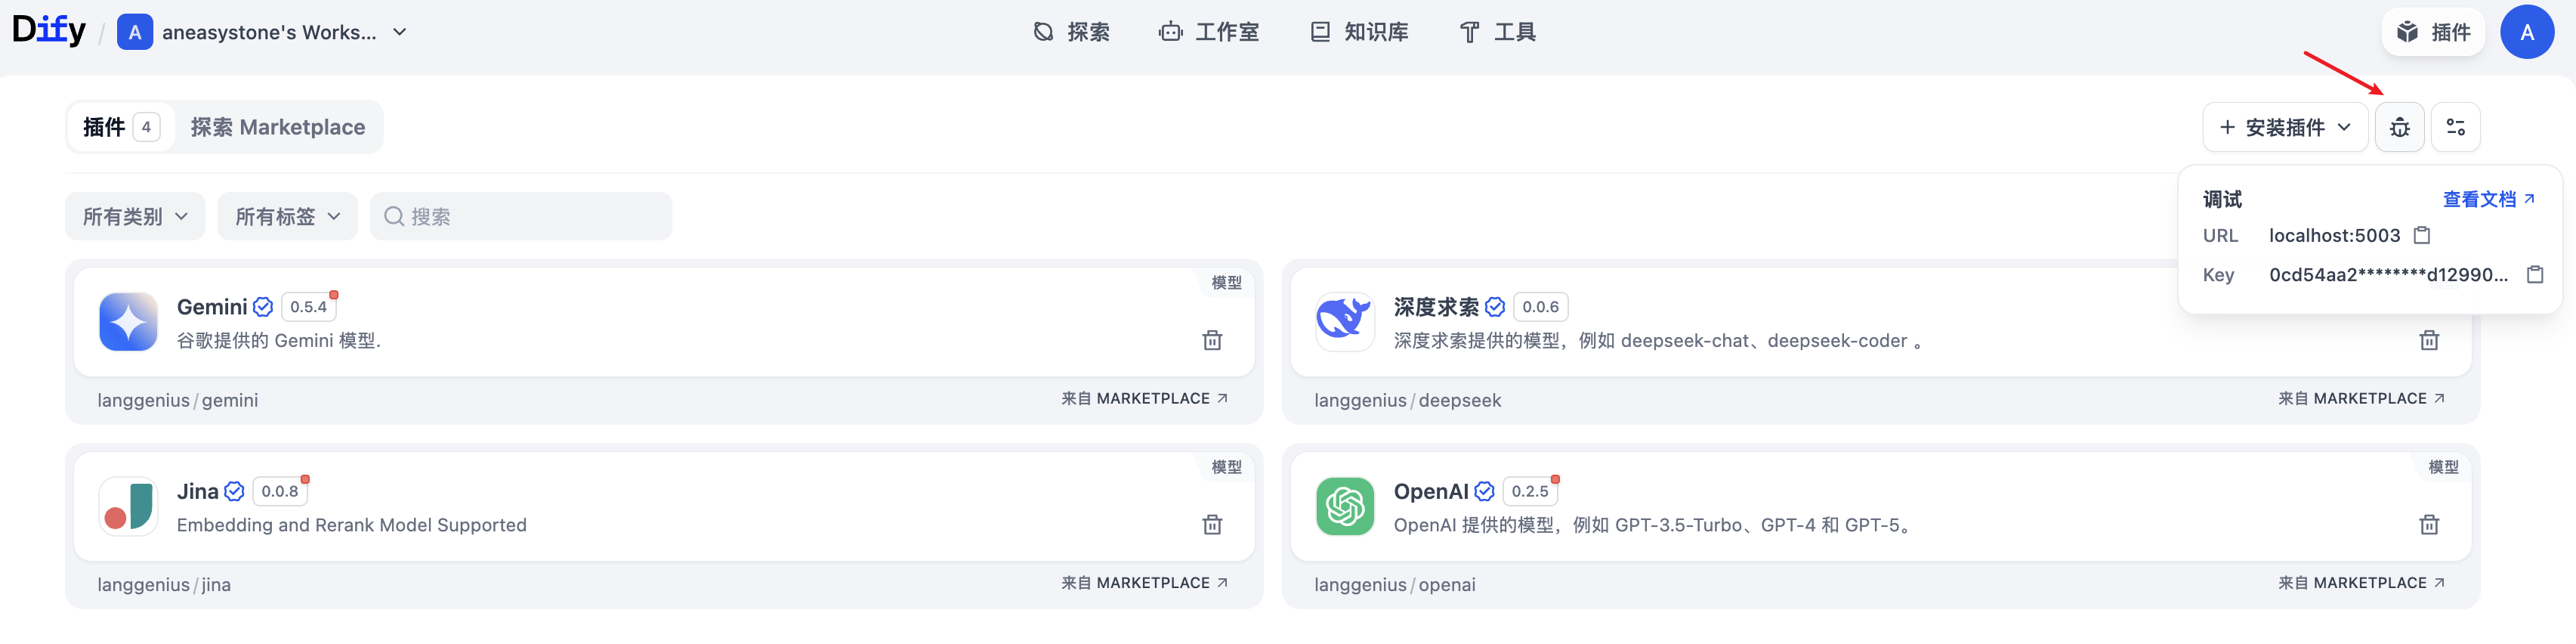 Dify / A aneasystone's Works... 探索 工作室 知识库 工具 插件 A
插件 4 探索 Marketplace + 安装插件
所有类别 所有标签 搜索
调试 查看文档
URL localhost:5003
Key 0cd54aa2********d12990...
模型
Gemini 0.5.4
谷歌提供的 Gemini 模型.
langgenius / gemini 来自 MARKETPLACE
深度求索 0.0.6
深度求索提供的模型，例如 deepseek-chat、deepseek-coder 。
langgenius / deepseek 来自 MARKETPLACE
模型
Jina 0.0.8
Embedding and Rerank Model Supported
langgenius / jina 来自 MARKETPLACE
模型
OpenAI 0.2.5
OpenAI 提供的模型，例如 GPT-3.5-Turbo、GPT-4 和 GPT-5。
langgenius / openai 来自 MARKETPLACE